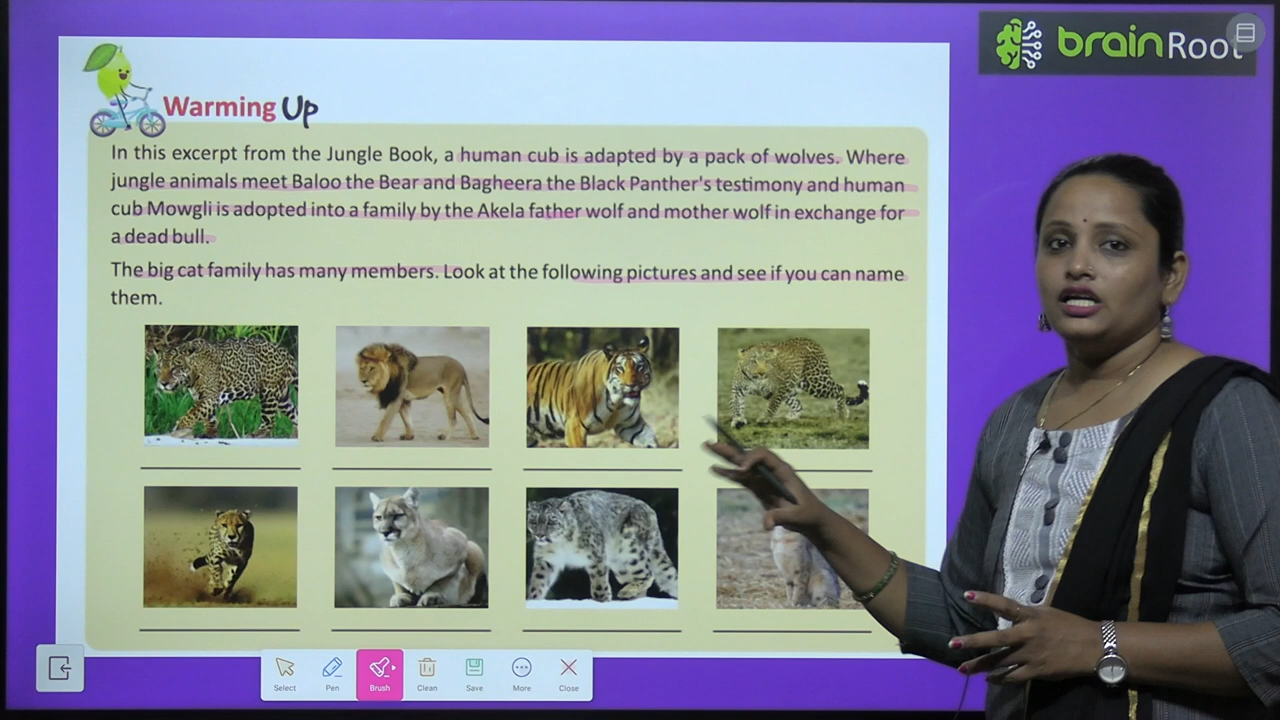 brainRoot
Warming Up
In this excerpt from the Jungle Book, a human cub is adapted by a pack of wolves. Where
jungle animals meet Baloo the Bear and Bagheera the Black Panther's testimony and human
cub Mowgli is adopted into a family by the Akela father wolf and mother wolf in exchange for
a dead bull.
The big cat family has many members. Look at the following pictures and see if you can name
them.
Select Pen Brush Clean Save More Close